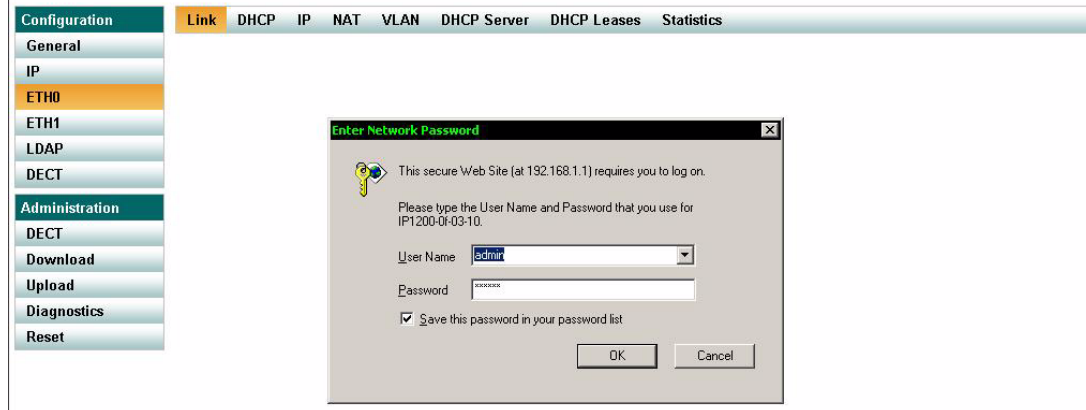 Configuration
General
IP
ETH0
ETH1
LDAP
DECT
Administration
DECT
Download
Upload
Diagnostics
Reset
Link DHCP IP NAT VLAN DHCP Server DHCP Leases Statistics
Enter Network Password
This secure Web Site (at 192.168.1.1) requires you to log on.
Please type the User Name and Password that you use for
IP1200-0f-03-10.
User Name admin
Password xxxxxx
Save this password in your password list
OK Cancel